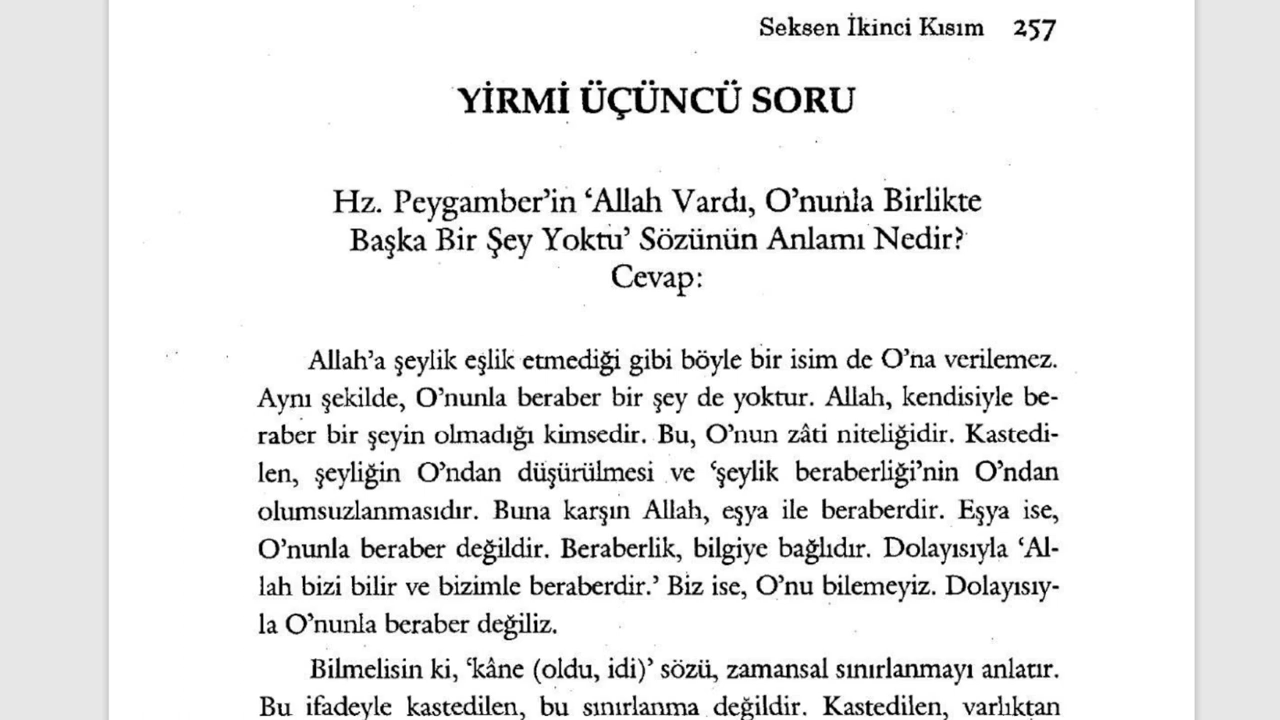 Seksen İkinci Kısım 257
YİRMİ ÜÇÜNCÜ SORU
Hz. Peygamber'in 'Allah Vardı, O'nunla Birlikte
Başka Bir Şey Yoktu' Sözünün Anlamı Nedir?
Cevap:
Allah'a şeylik eşlik etmediği gibi böyle bir isim de O'na verilemez.
Aynı şekilde, O'nunla beraber bir şey de yoktur. Allah, kendisiyle be-
raber bir şeyin olmadığı kimsedir. Bu, O'nun zâti niteliğidir. Kastedi-
len, şeyliğin O'ndan düşürülmesi ve 'şeylik beraberliği'nin O'ndan
olumsuzlanmasıdır. Buna karşın Allah, eşya ile beraberdir. Eşya ise,
O'nunla beraber değildir. Beraberlik, bilgiye bağlıdır. Dolayısıyla 'Al-
lah bizi bilir ve bizimle beraberdir.' Biz ise, O'nu bilemeyiz. Dolayısıy-
la O'nunla beraber değiliz.
Bilmelisin ki, 'kâne (oldu, idi)' sözü, zamansal sınırlanmayı anlatır.
Bu ifadeyle kastedilen, bu sınırlanma değildir. Kastedilen, varlıktan